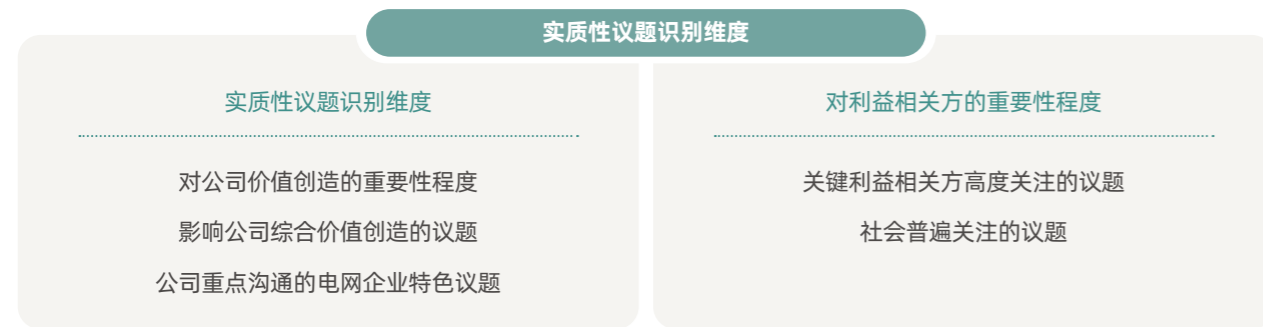 实质性议题识别维度
实质性议题识别维度
对公司价值创造的重要性程度
影响公司综合价值创造的议题
公司重点沟通的电网企业特色议题
对利益相关方的重要性程度
关键利益相关方高度关注的议题
社会普遍关注的议题